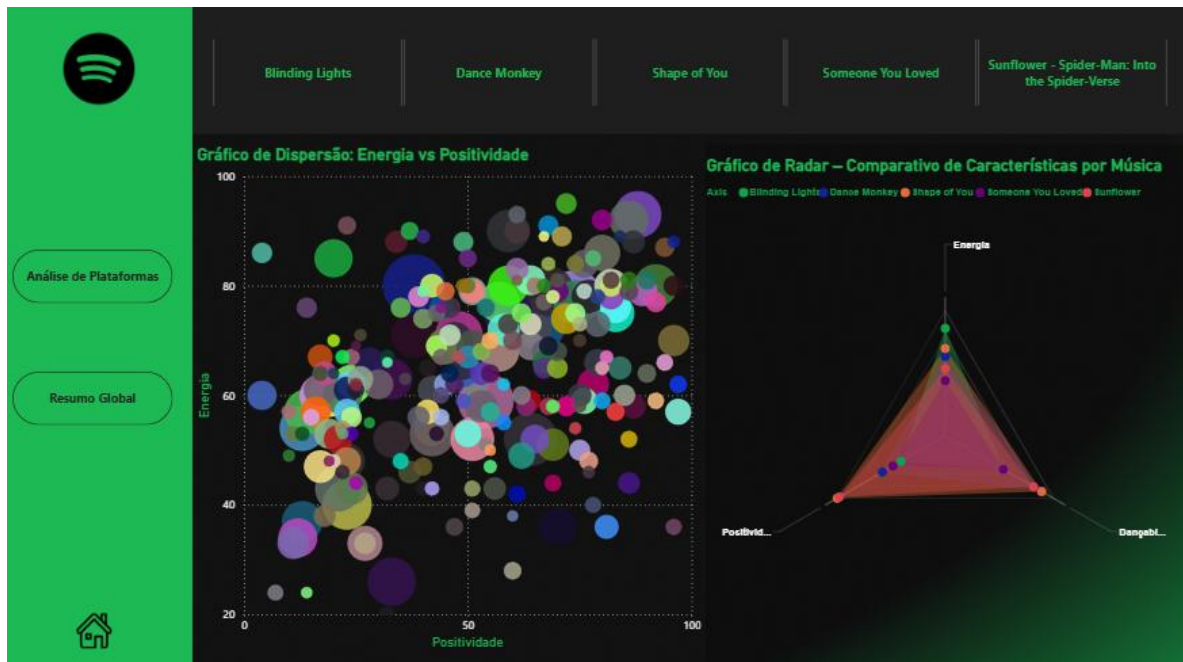 Blinding Lights
Dance Monkey
Shape of You
Someone You Loved
Sunflower - Spider-Man: Into
the Spider-Verse
Análise de Plataformas
Resumo Global
Gráfico de Dispersão: Energia vs Positividade
100
80
60
40
20
0
50
100
Energia
Positividade
Gráfico de Radar – Comparativo de Características por Música
Axis Blinding Lights Dance Monkey Shape of You Someone You Loved Sunflower
Energia
Positivid...
Dançabi...